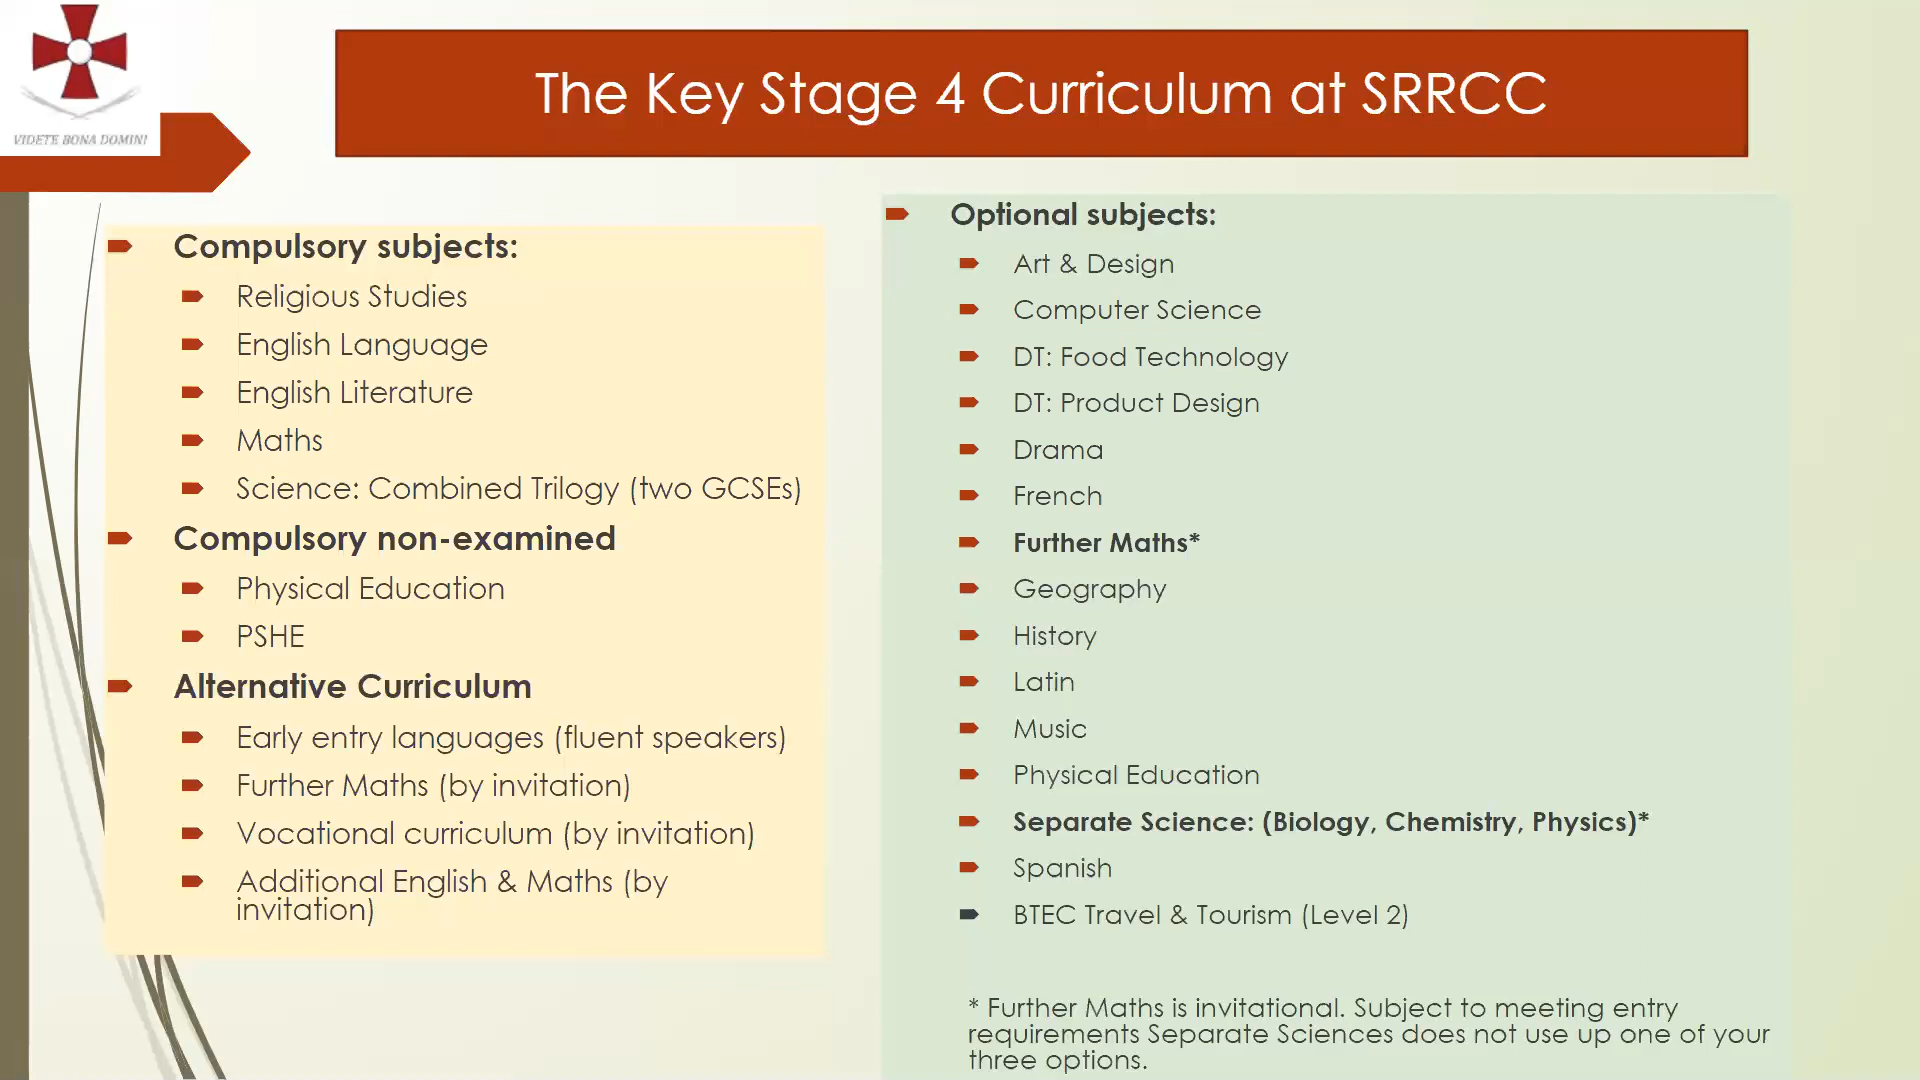 VIDETE BONA DOMINI
The Key Stage 4 Curriculum at SRRCC
Compulsory subjects:
Religious Studies
English Language
English Literature
Maths
Science: Combined Trilogy (two GCSEs)
Compulsory non-examined
Physical Education
PSHE
Alternative Curriculum
Early entry languages (fluent speakers)
Further Maths (by invitation)
Vocational curriculum (by invitation)
Additional English & Maths (by
invitation)
Optional subjects:
Art & Design
Computer Science
DT: Food Technology
DT: Product Design
Drama
French
Further Maths*
Geography
History
Latin
Music
Physical Education
Separate Science: (Biology, Chemistry, Physics)*
Spanish
BTEC Travel & Tourism (Level 2)
* Further Maths is invitational. Subject to meeting entry
requirements Separate Sciences does not use up one of your
three options.